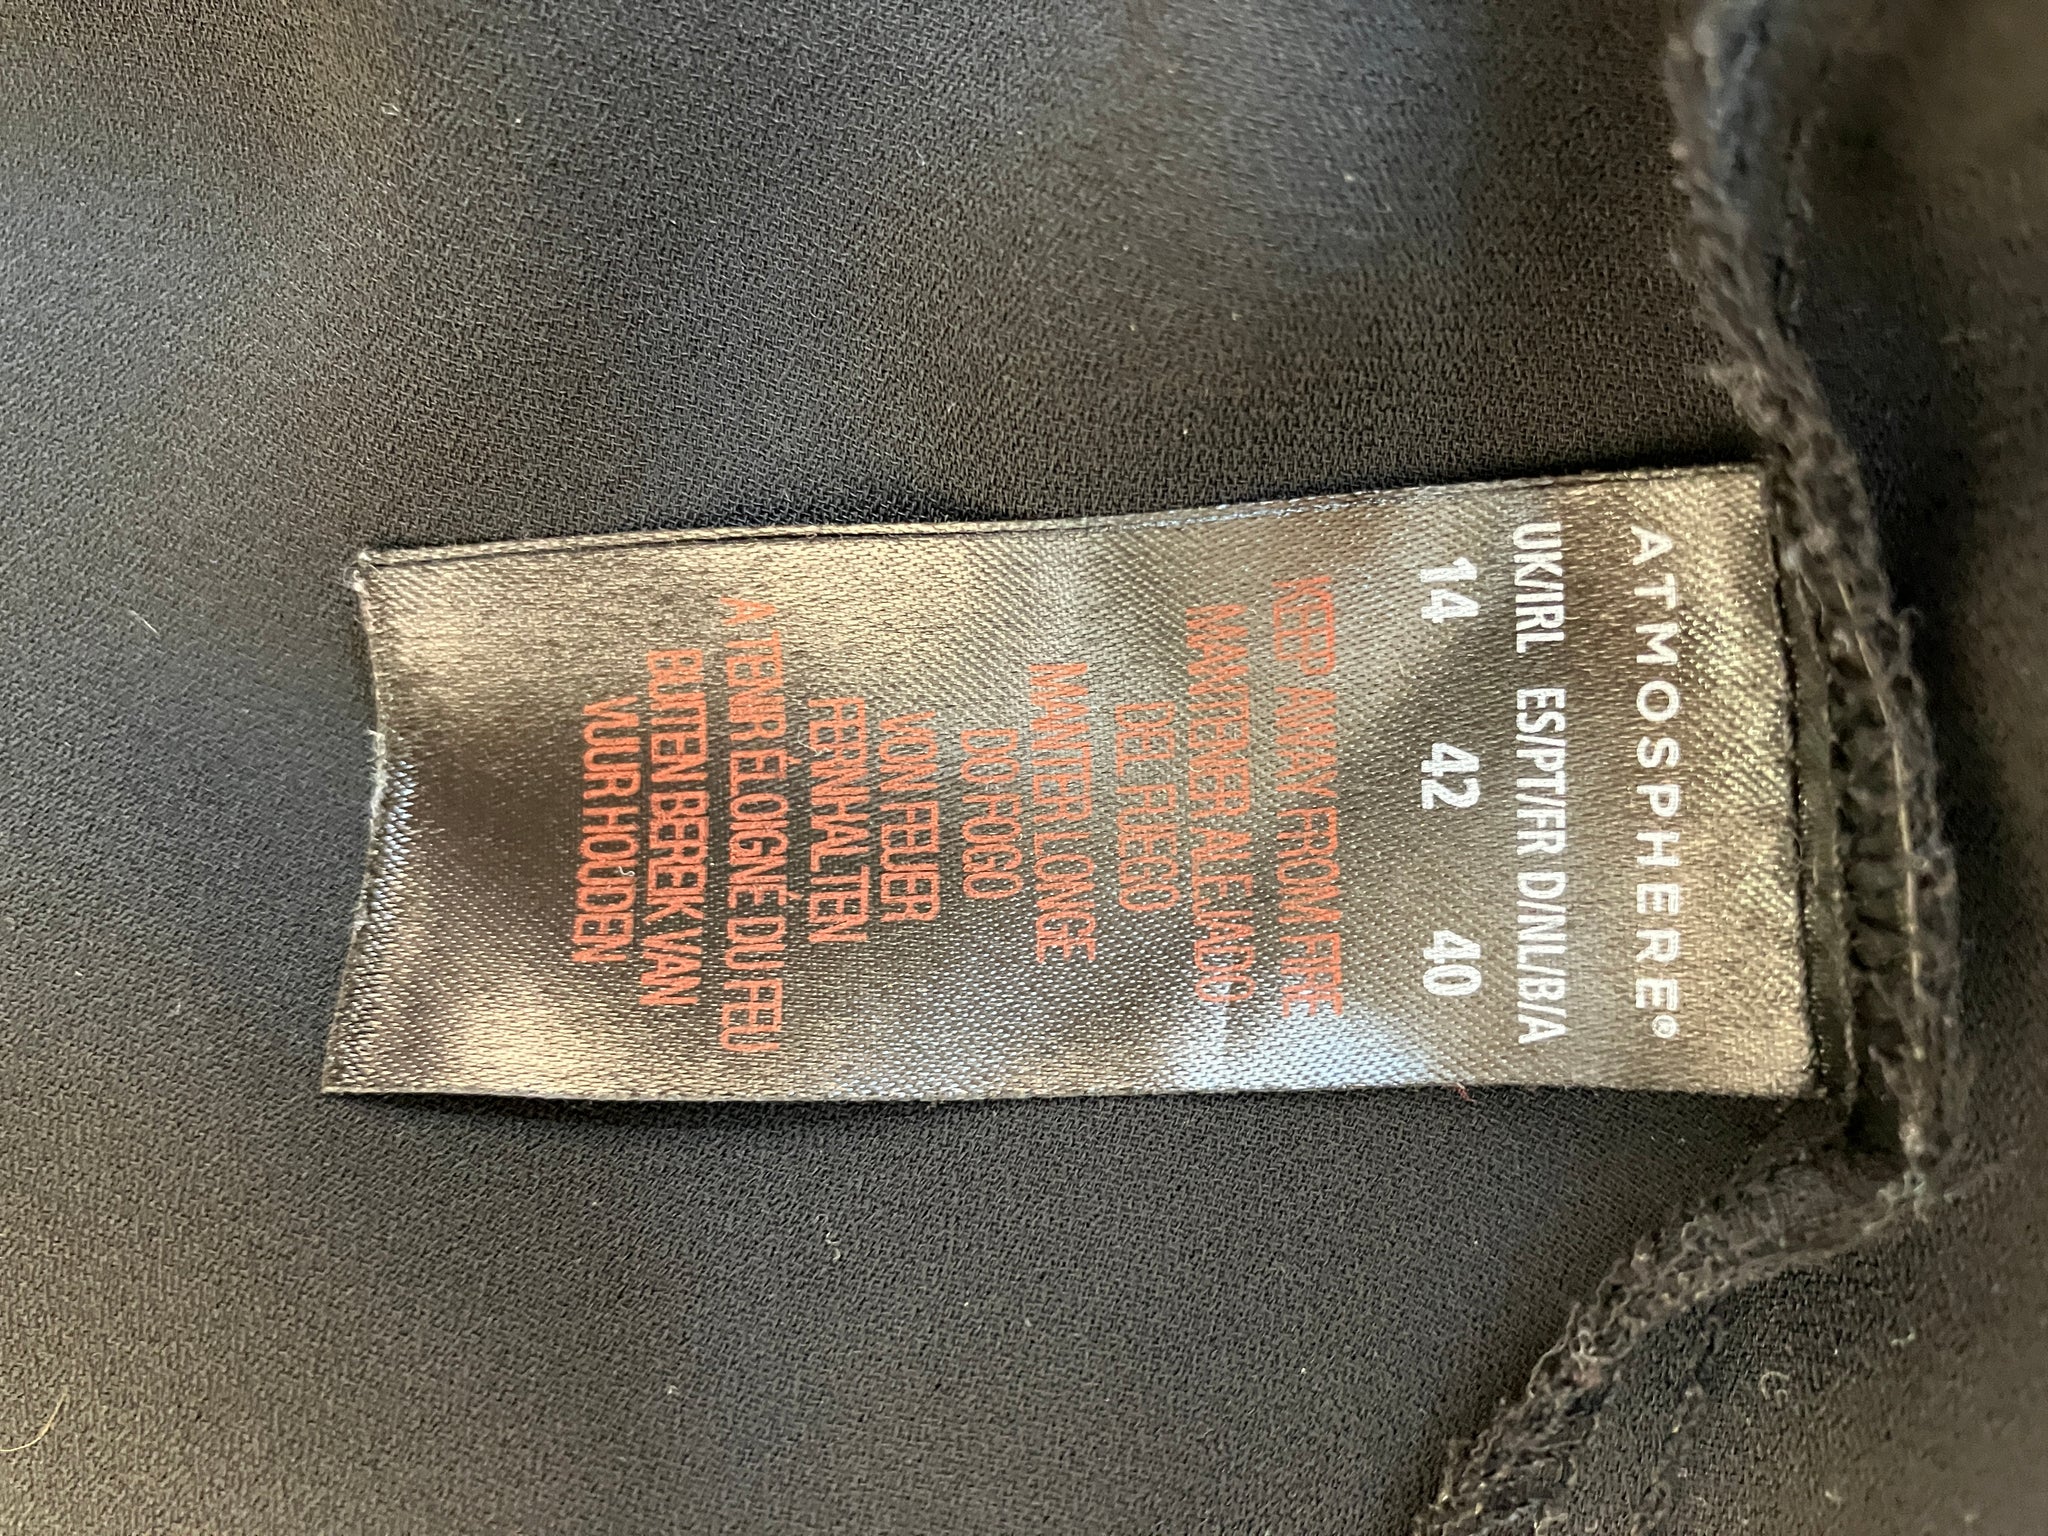 ATMOSPHERE®
UK/IRL ES/PT/FR D/NL/B/A
14 42 40
KEEP AWAY FROM FIRE
MANTENER ALEJADO
DEL FUEGO
MANTER LONGE
DO FOGO
VON FEUER
FERNHALTEN
A TENIR ÉLOIGNÉ DU FEU
BUITEN BEREIK VAN
VUUR HOUDEN